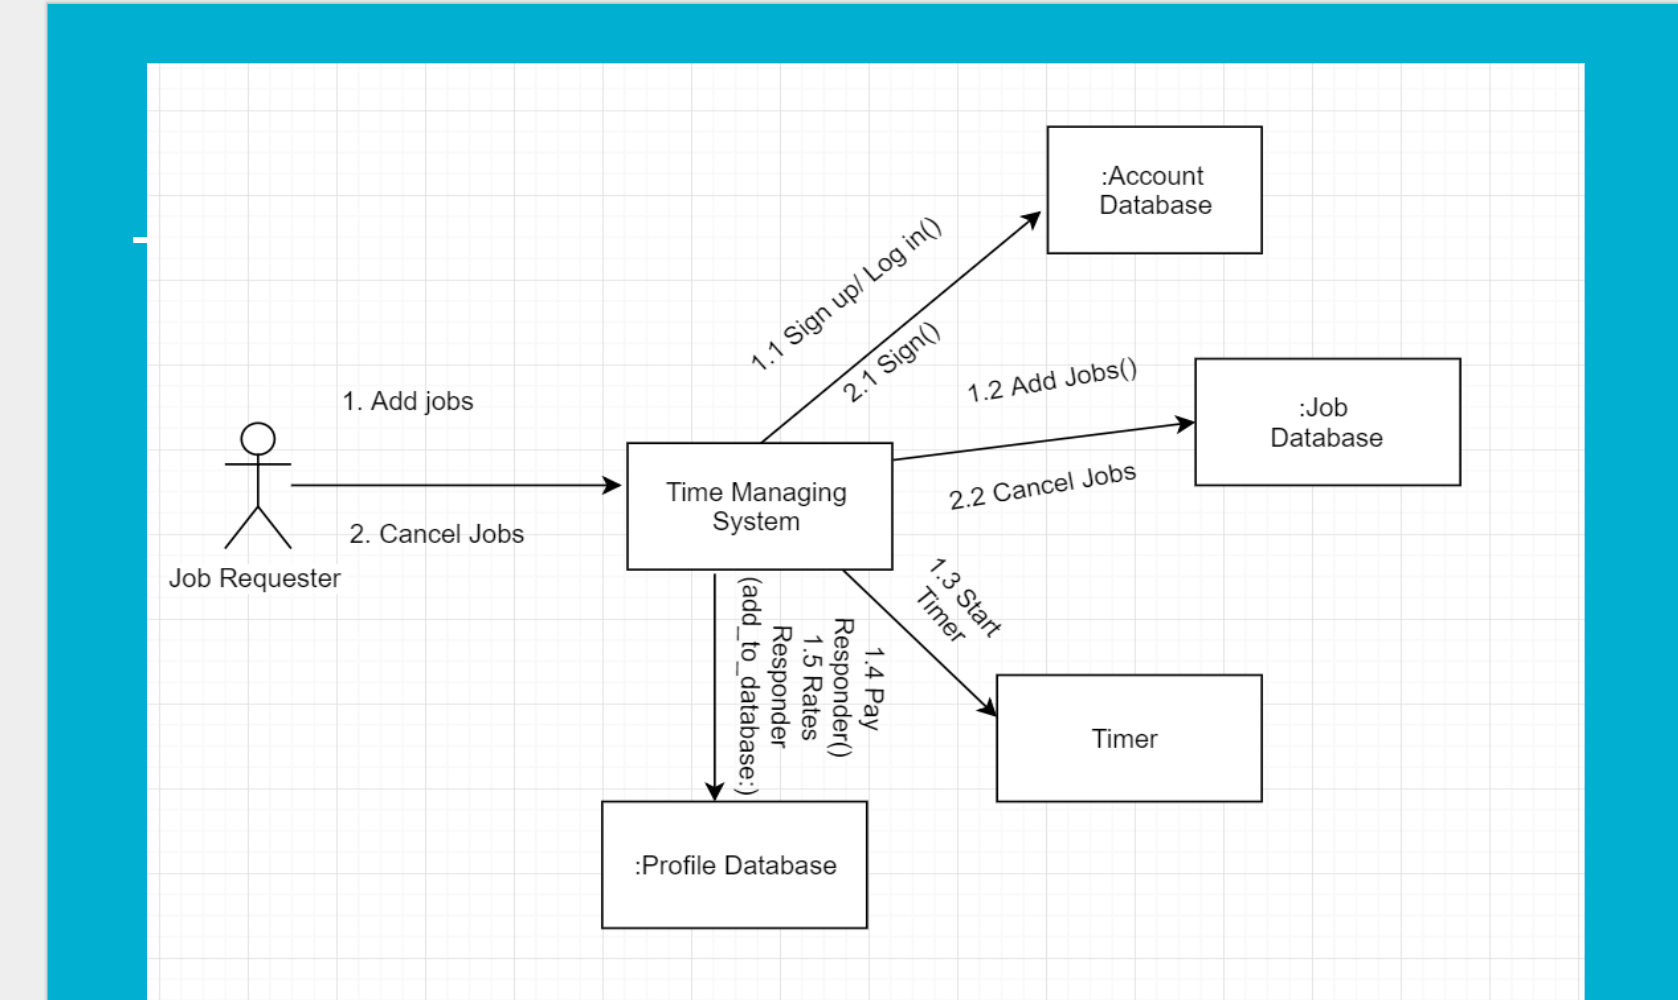 :Account
Database
1.1 Sign up/ Log in()
2.1 Sign()
1.2 Add Jobs()
:Job
Database
2.2 Cancel Jobs
1. Add jobs
2. Cancel Jobs
Job Requester
Time Managing
System
1.3 Start
Timer
1.4 Pay
Responder()
1.5 Rates
Responder
(add_to_database:)
Timer
:Profile Database